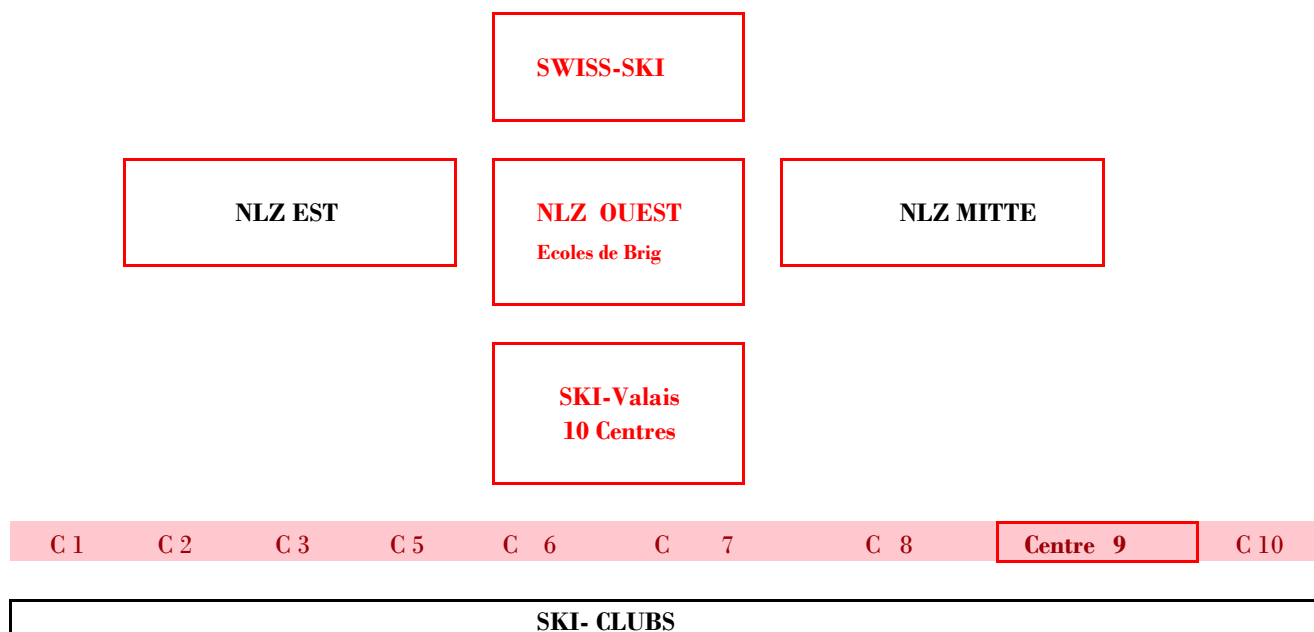 SWISS-SKI
NLZ EST
NLZ OUEST
Ecoles de Brig
NLZ MITTE
SKI-Valais
10 Centres
C 1 C 2 C 3 C 5 C 6 C 7 C 8 Centre 9 C 10
SKI- CLUBS